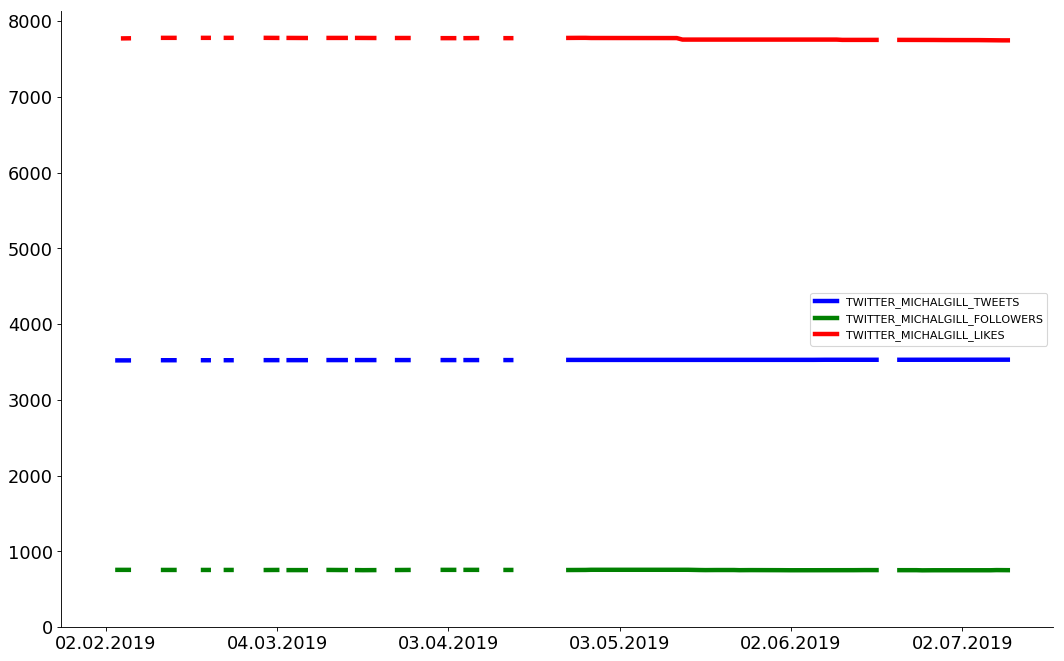 8000
7000
6000
5000
4000
3000
2000
1000
0
TWITTER_MICHALGILL_TWEETS
TWITTER_MICHALGILL_FOLLOWERS
TWITTER_MICHALGILL_LIKES
02.02.2019 04.03.2019 03.04.2019 03.05.2019 02.06.2019 02.07.2019